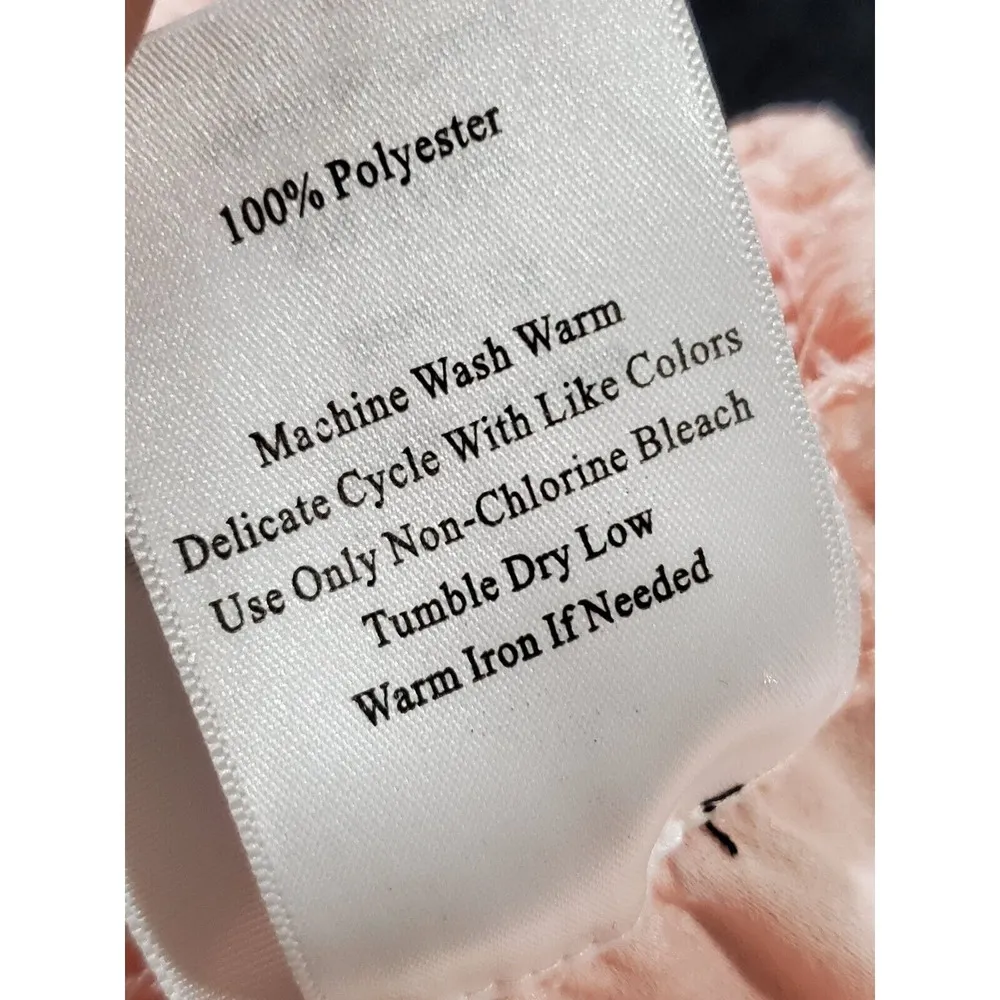 100% Polyester
Machine Wash Warm
Delicate Cycle With Like Colors
Use Only Non-Chlorine Bleach
Tumble Dry Low
Warm Iron If Needed